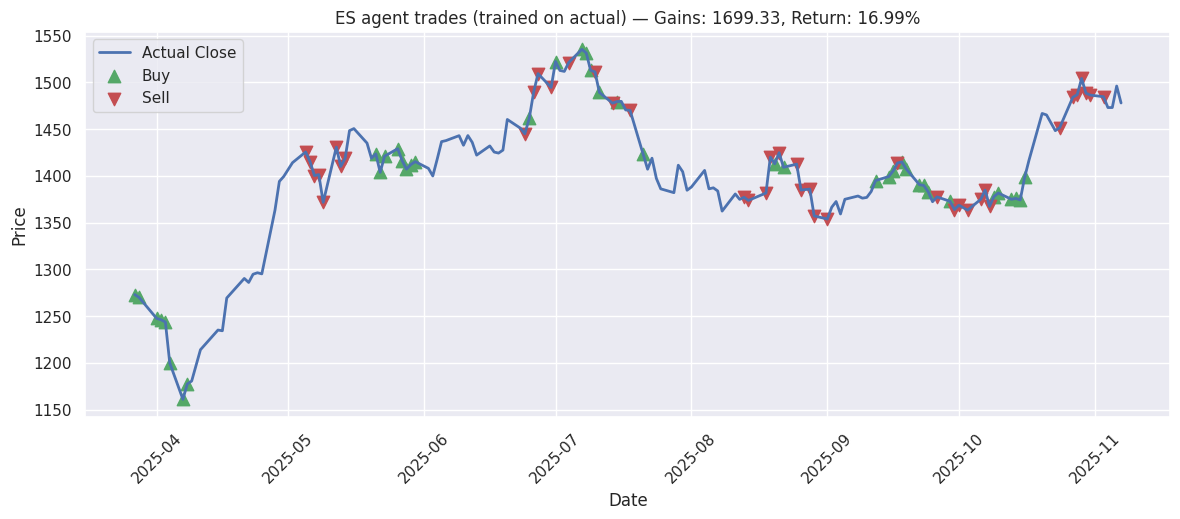 ES agent trades (trained on actual) — Gains: 1699.33, Return: 16.99%
Actual Close
Buy
Sell
Price
1550
1500
1450
1400
1350
1300
1250
1200
1150
2025-04
2025-05
2025-06
2025-07
2025-08
2025-09
2025-10
2025-11
Date